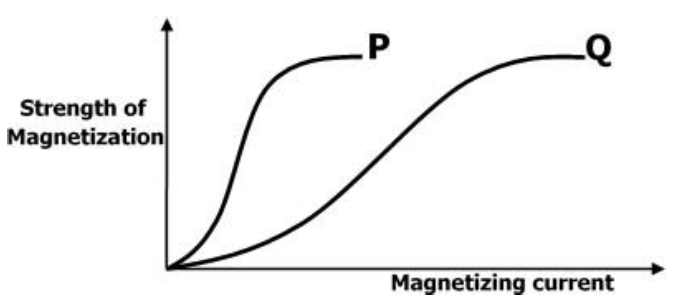 P
Q
Strength of
Magnetization
Magnetizing current